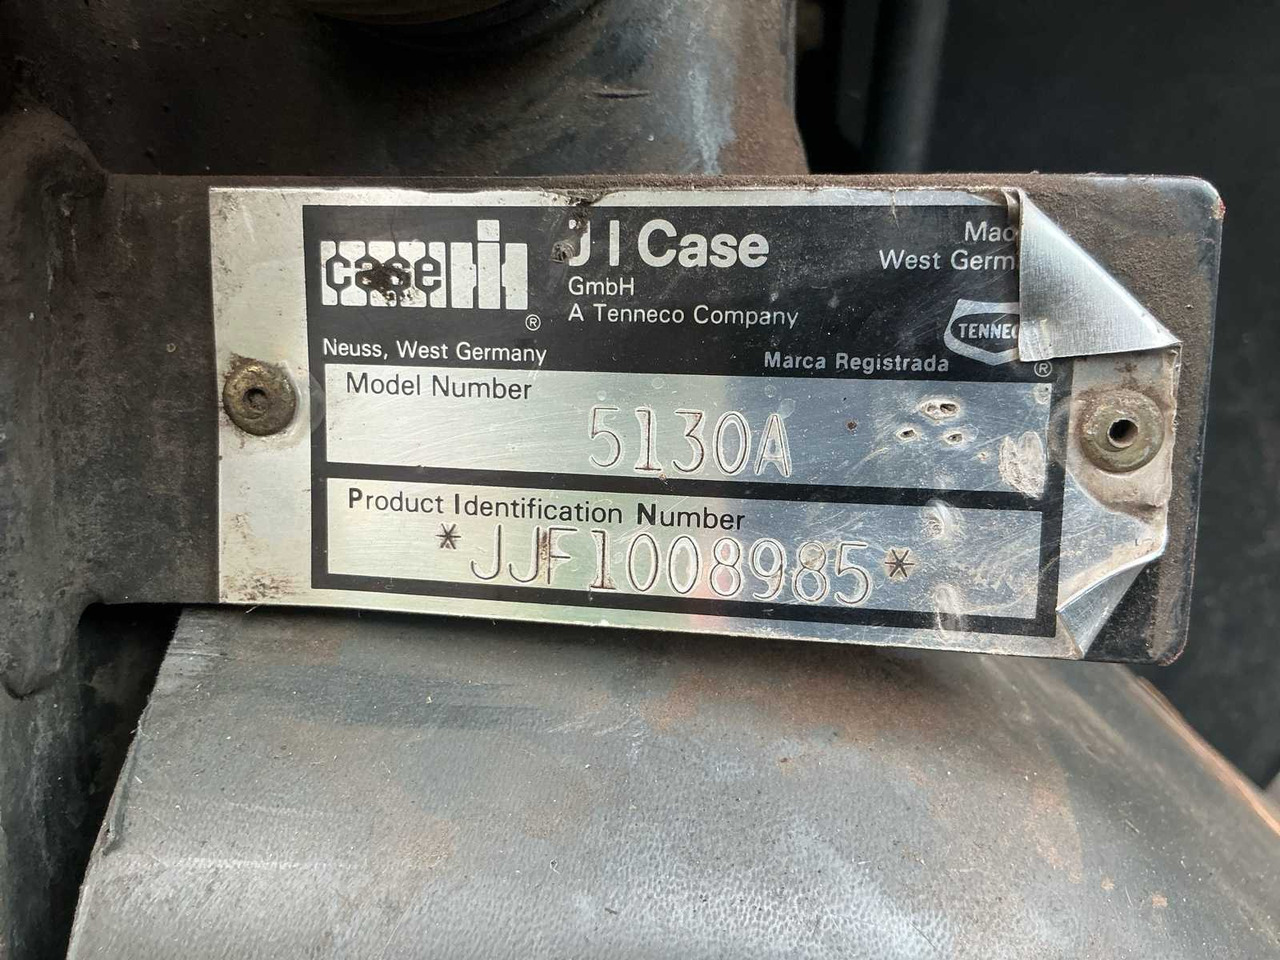 case IH ®
J I Case
GmbH
A Tenneco Company
Neuss, West Germany
West Germ
TENNEC
Marca Registrada ®
Model Number
5130A
Product Identification Number
*JJF1008985*